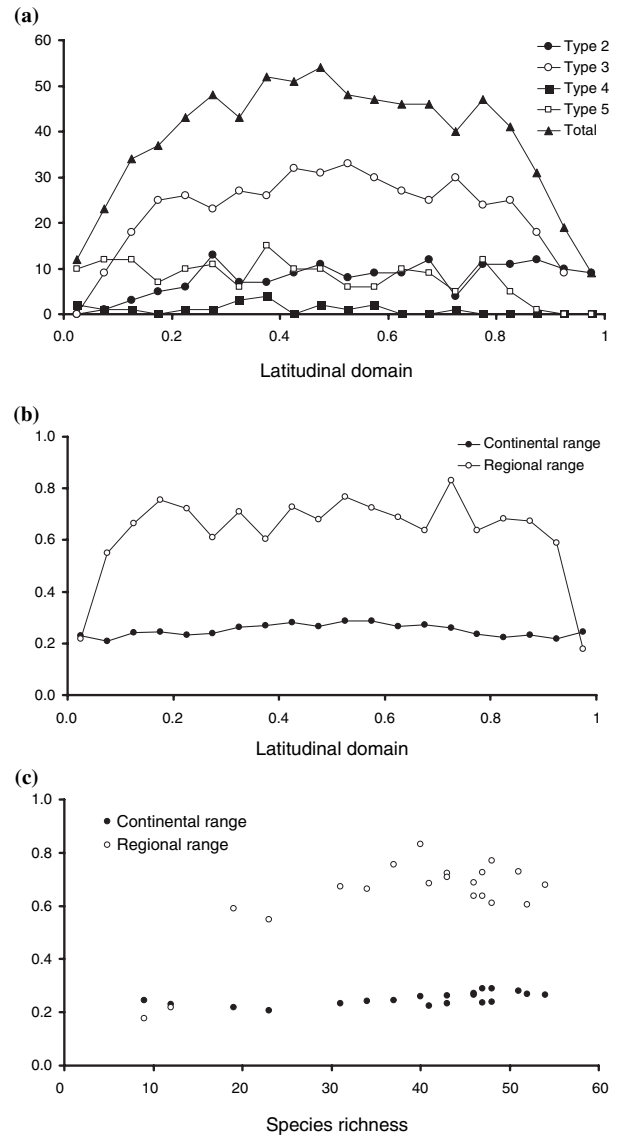 (a)
60
50
40
30
20
10
0
Type 2
Type 3
Type 4
Type 5
Total
0.0 0.2 0.4 0.6 0.8 1
Latitudinal domain
(b)
1.0
0.8
0.6
0.4
0.2
0.0
Continental range
Regional range
0.0 0.2 0.4 0.6 0.8 1
Latitudinal domain
(c)
1.0
0.8
0.6
0.4
0.2
0.0
Continental range
Regional range
0 10 20 30 40 50 60
Species richness